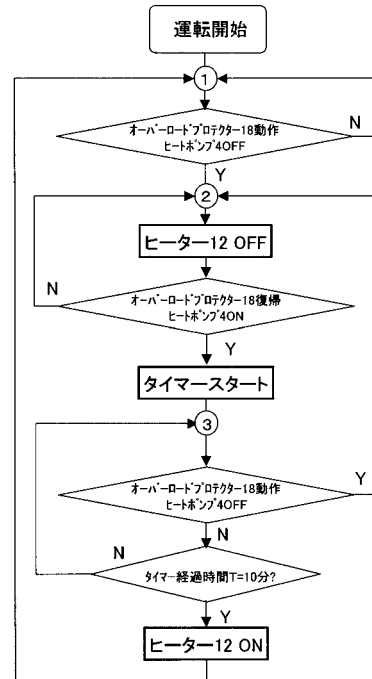 運転開始
1
オーバーロードプロテクター18動作
ヒートポンプ4OFF
N
Y
2
ヒーター12 OFF
オーバーロードプロテクター18復帰
ヒートポンプ4ON
N
Y
タイマースタート
3
オーバーロードプロテクター18動作
ヒートポンプ4OFF
Y
N
タイマー経過時間T=10分?
N
Y
ヒーター12 ON